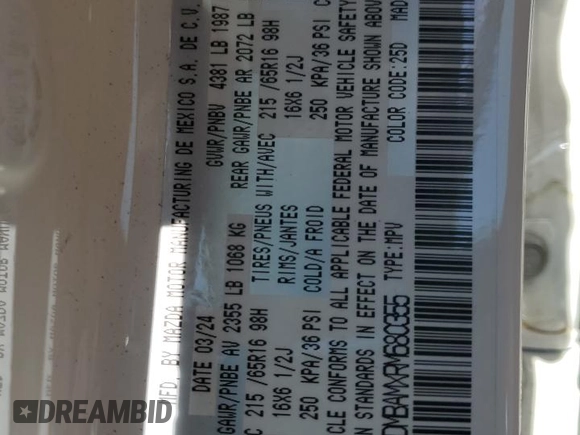 MFD. BY MAZDA MOTOR MANUFACTURING DE MEXICO S.A. DE C.V.
DATE 03/24 GVWR/PNBV 4381 LB 1987
GAWR/PNBE AV 2355 LB 1068 KG REAR GAWR/PNBE AR 2072 LB
215 /65R16 98H TIRES/PNEUS WITH/AVEC 215 /65R16 98H
16X6 1/2J RIMS/JANTES 16X6 1/2J
250 KPA/36 PSI COLD/A FROID 250 KPA/36 PSI
CLE CONFORMS TO ALL APPLICABLE FEDERAL MOTOR VEHICLE SAFETY
AN STANDARDS IN EFFECT ON THE DATE OF MANUFACTURE SHOWN ABOVE
TYPE:MPV COLOR CODE:25D MAD
AUTOBIDMASTER
DREAMBID